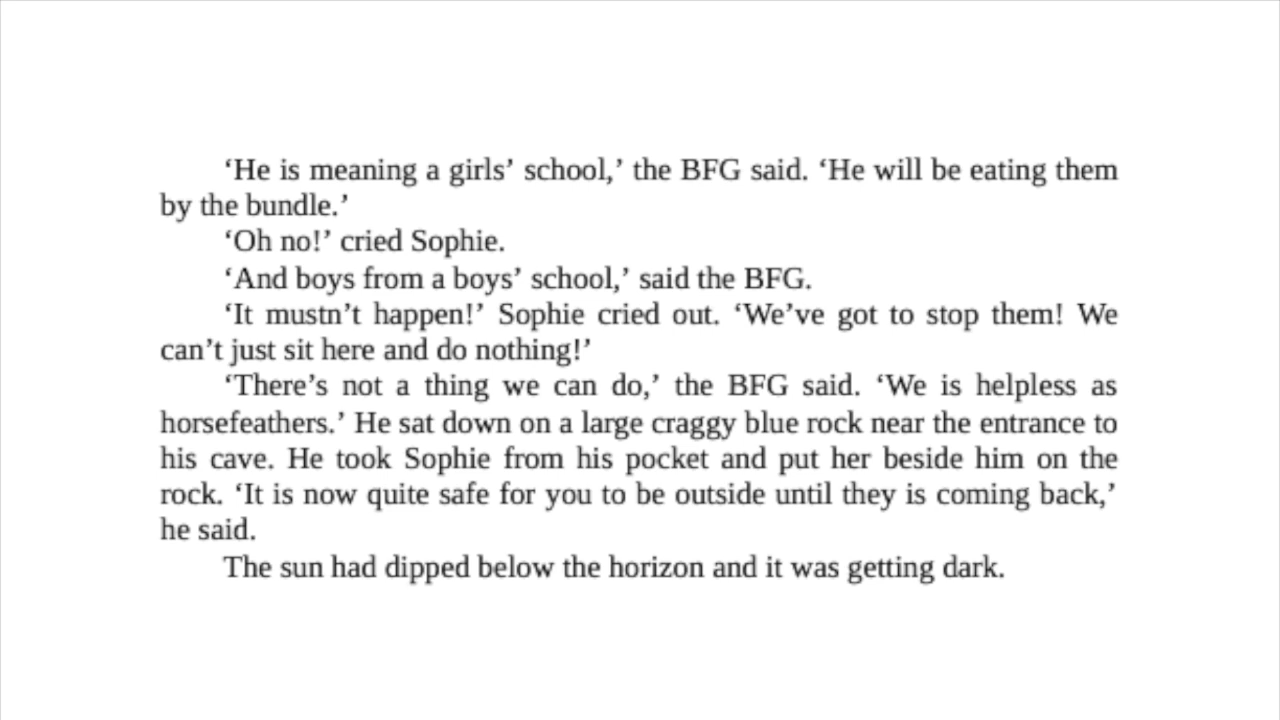 ‘He is meaning a girls’ school,’ the BFG said. ‘He will be eating them
by the bundle.’
‘Oh no!’ cried Sophie.
‘And boys from a boys’ school,’ said the BFG.
‘It mustn’t happen!’ Sophie cried out. ‘We’ve got to stop them! We
can’t just sit here and do nothing!’
‘There’s not a thing we can do,’ the BFG said. ‘We is helpless as
horsefeathers.’ He sat down on a large craggy blue rock near the entrance to
his cave. He took Sophie from his pocket and put her beside him on the
rock. ‘It is now quite safe for you to be outside until they is coming back,’
he said.
The sun had dipped below the horizon and it was getting dark.